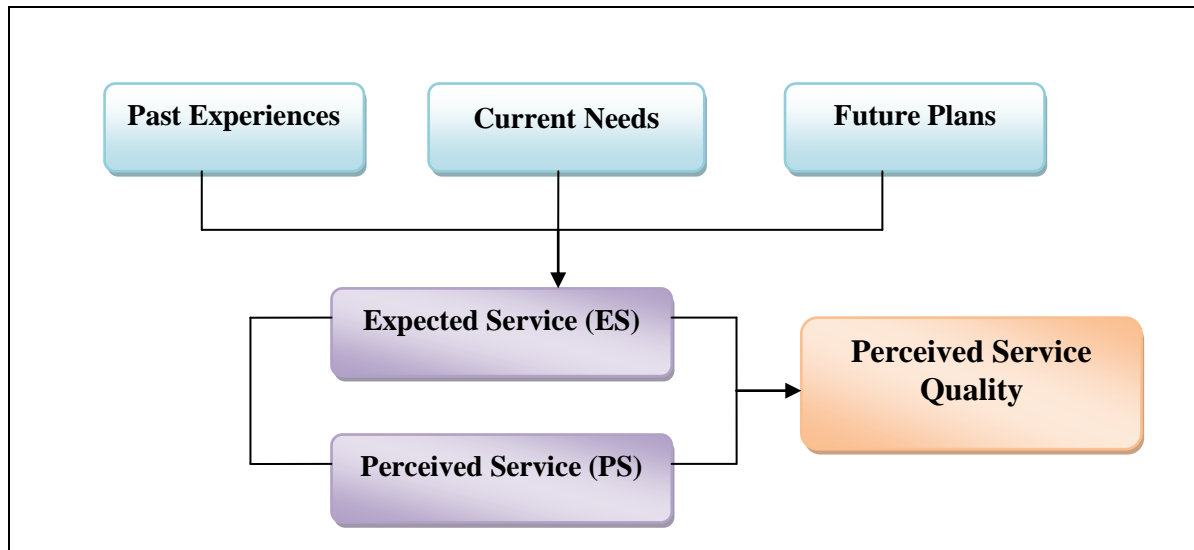 Past Experiences
Current Needs
Future Plans
Expected Service (ES)
Perceived Service
Quality
Perceived Service (PS)